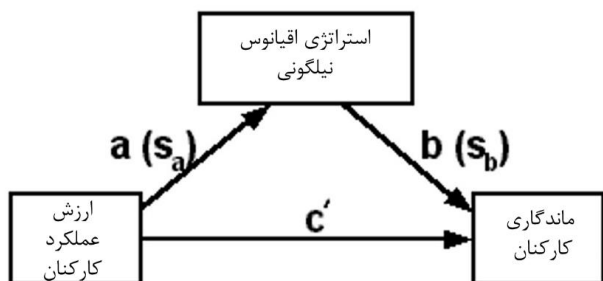 استراتژی اقیانوس
نیلگونی
a (sa)
b (sb)
c′
ارزش
عملکرد
کارکنان
ماندگاری
کارکنان